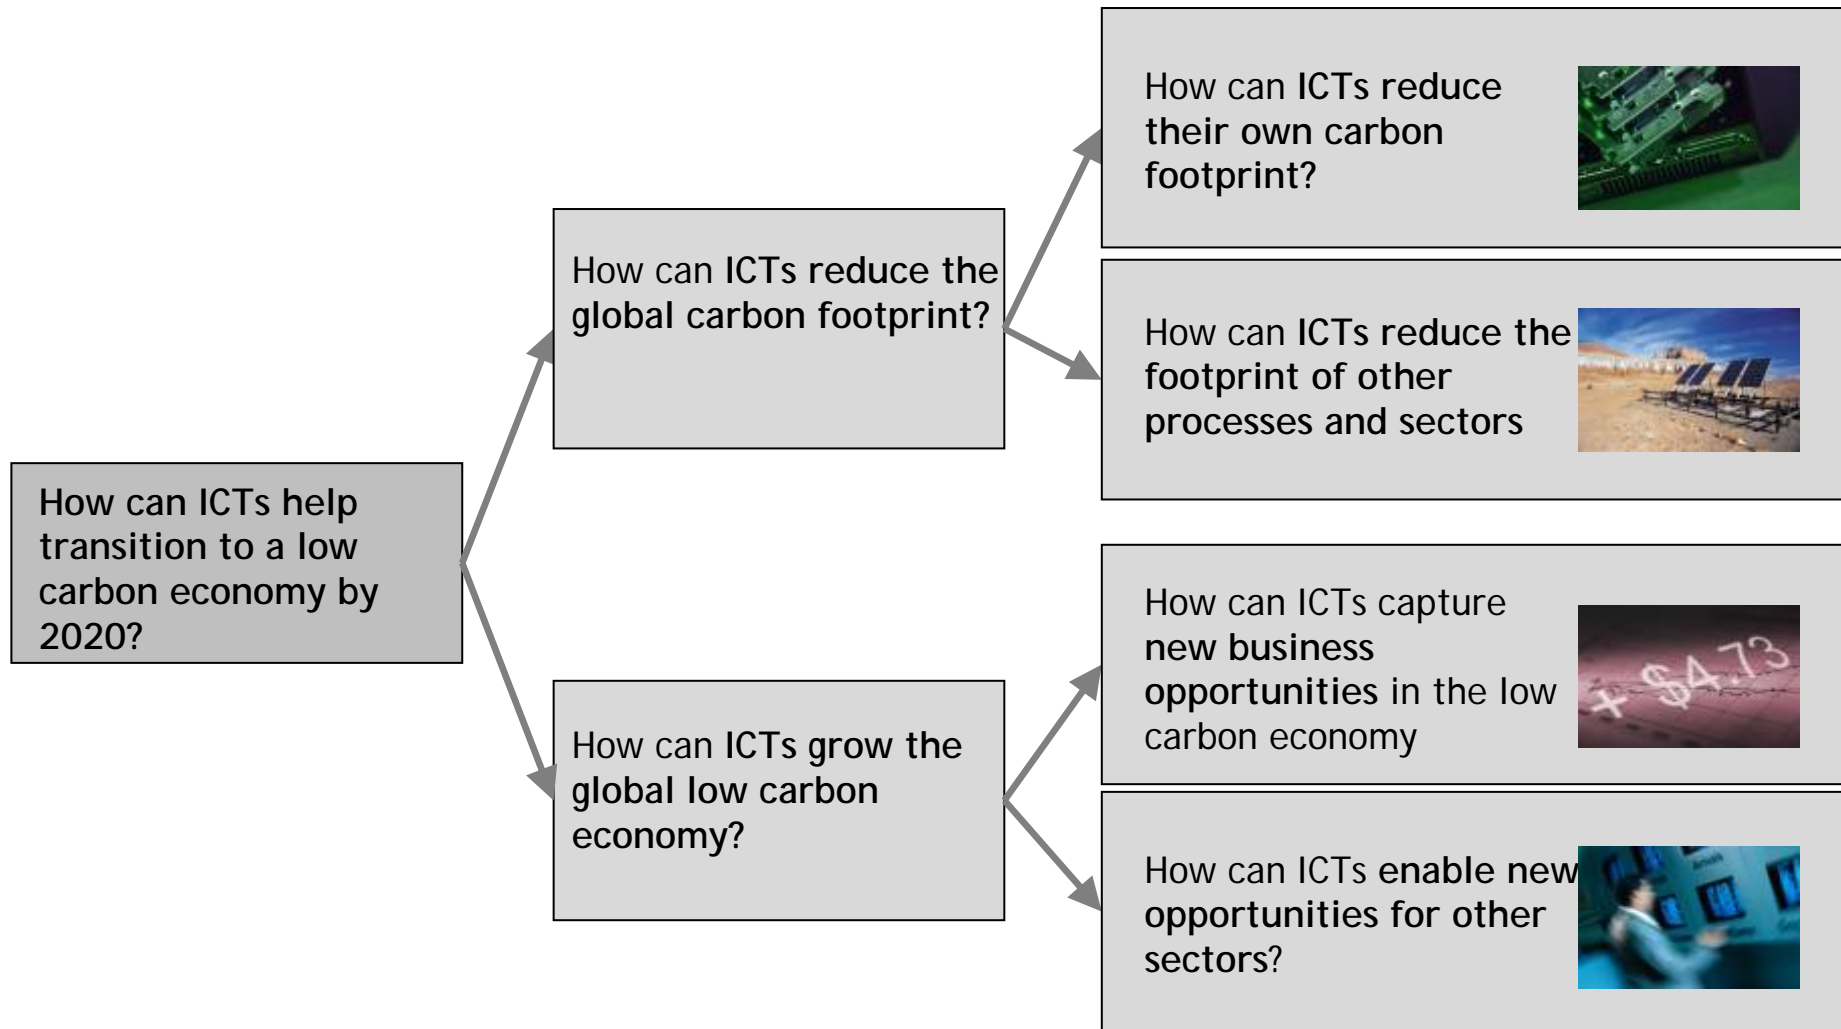 How can ICTs reduce
their own carbon
footprint?
How can ICTs reduce the
global carbon footprint?
How can ICTs reduce the
footprint of other
processes and sectors
How can ICTs help
transition to a low
carbon economy by
2020?
How can ICTs capture
new business
opportunities in the low
carbon economy
+ $4.73
How can ICTs grow the
global low carbon
economy?
How can ICTs enable new
opportunities for other
sectors?